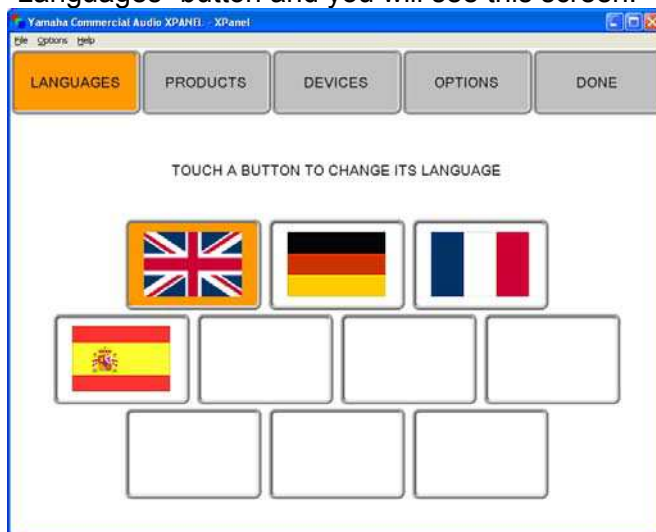 Languages" button and you will see this screen.
Yamaha Commercial Audio XPANEL - XPanel
File Options Help
LANGUAGES PRODUCTS DEVICES OPTIONS DONE
TOUCH A BUTTON TO CHANGE ITS LANGUAGE